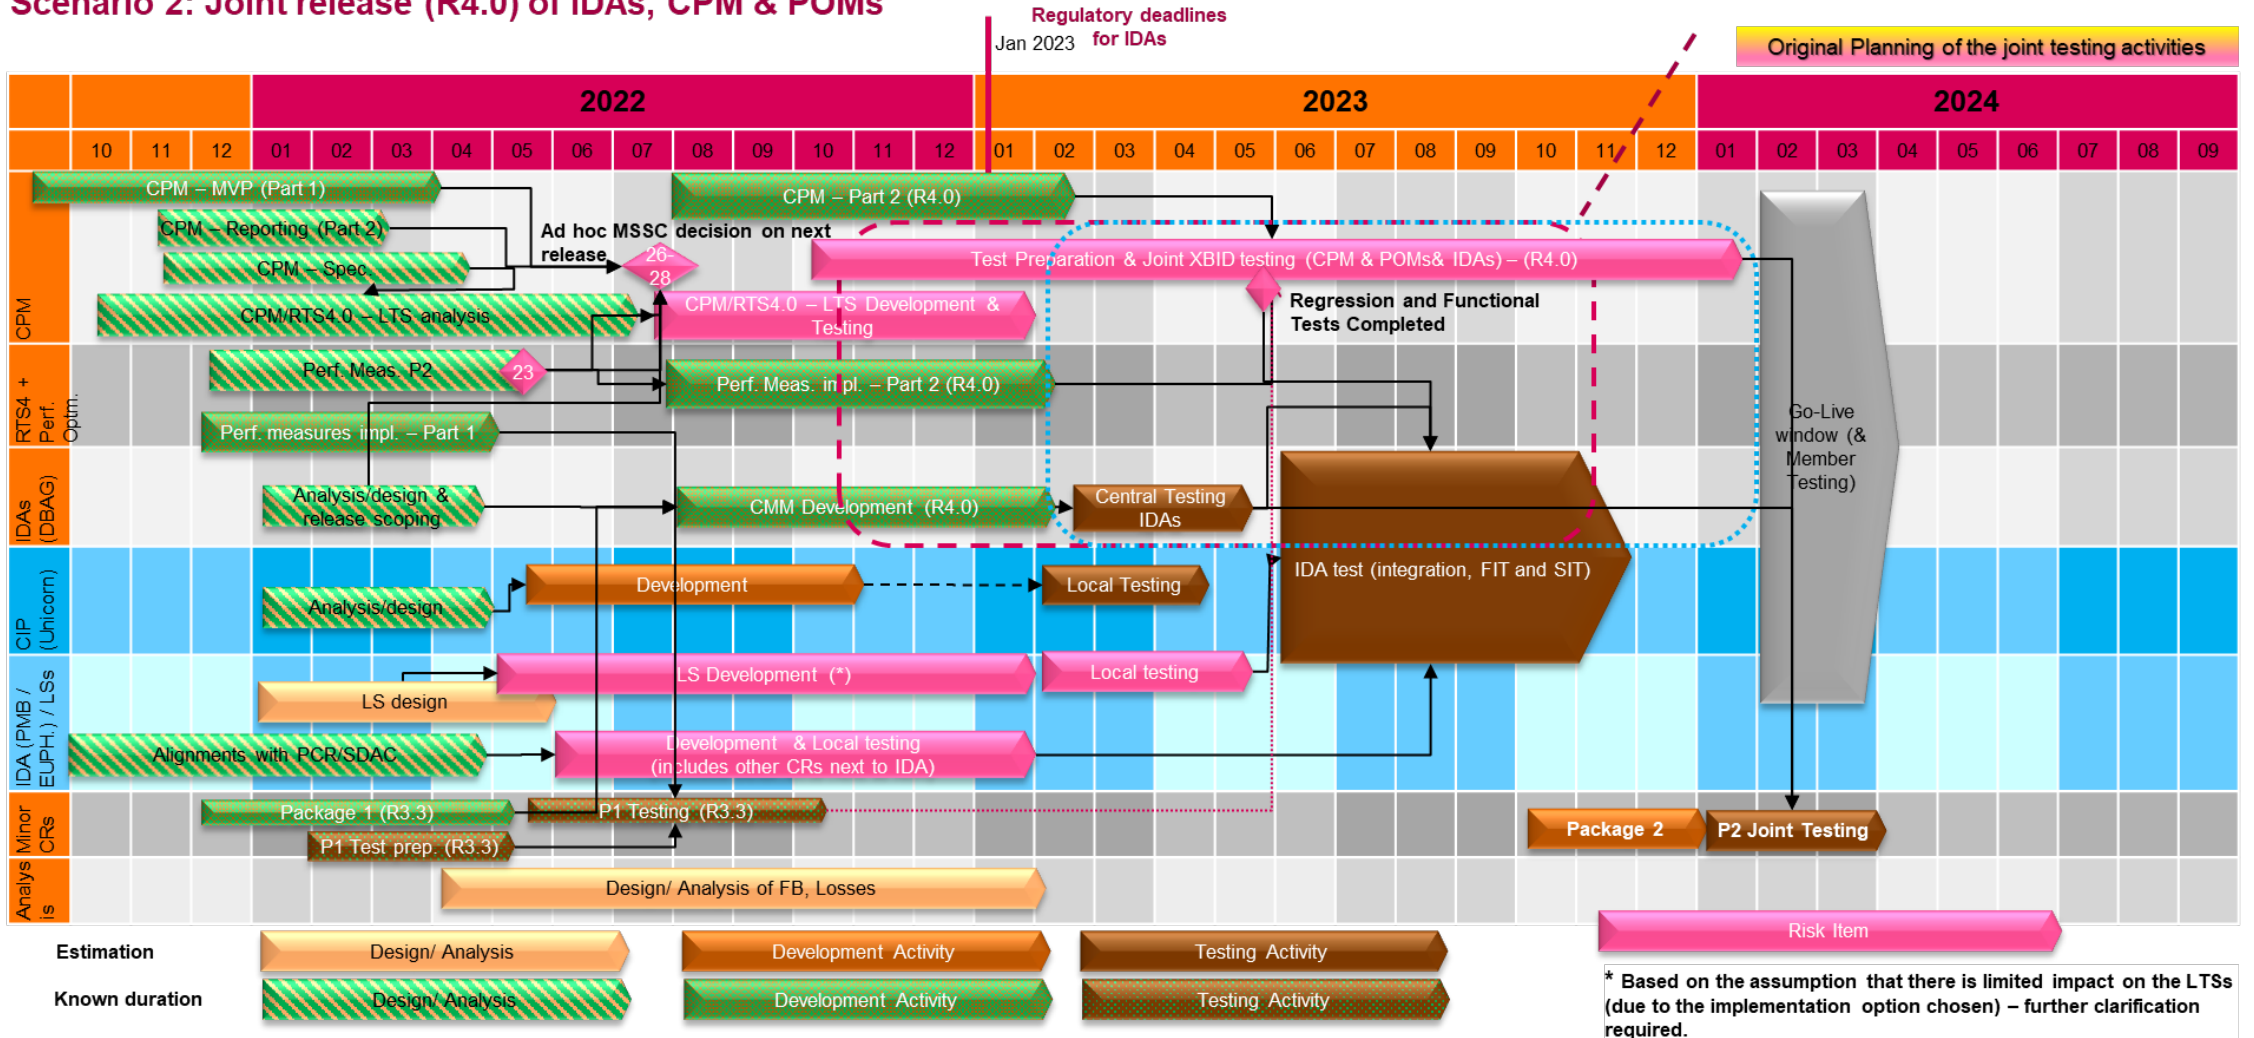 Scenario 2: Joint release (R4.0) of IDAs, CPM & POMs
Regulatory deadlines
for IDAs
Jan 2023
Original Planning of the joint testing activities
2022
2023
2024
10 11 12 01 02 03 04 05 06 07 08 09 10 11 12 01 02 03 04 05 06 07 08 09 10 11 12 01 02 03 04 05 06 07 08 09
CPM
CPM – MVP (Part 1)
CPM – Part 2 (R4.0)
CPM – Reporting (Part 2)
Ad hoc MSSC decision on next
release
26-
28
CPM – Spec.
Test Preparation & Joint XBID testing (CPM & POMs& IDAs) – (R4.0)
CPM/RTS4.0 – LTS analysis
CPM/RTS4.0 – LTS Development &
Testing
Regression and Functional
Tests Completed
RTS4 +
Perf.
Optm.
Perf. Meas. P2
23
Perf. Meas. impl. – Part 2 (R4.0)
Perf. measures impl. – Part 1
Go-Live
window (&
Member
Testing)
IDAs
(DBAG)
Analysis/design &
release scoping
CMM Development (R4.0)
Central Testing
IDAs
IDA test (integration, FIT and SIT)
CIP
(Unicorn)
Analysis/design
Development
Local Testing
IDA (PMB /
EUPH.) / LSs
LS Development (*)
Local testing
LS design
Alignments with PCR/SDAC
Development & Local testing
(includes other CRs next to IDA)
Minor
CRs
Package 1 (R3.3)
P1 Testing (R3.3)
P1 Test prep. (R3.3)
Package 2
P2 Joint Testing
Analys
is
Design/ Analysis of FB, Losses
Estimation
Design/ Analysis
Development Activity
Testing Activity
Risk Item
Known duration
Design/ Analysis
Development Activity
Testing Activity
* Based on the assumption that there is limited impact on the LTSs
(due to the implementation option chosen) – further clarification
required.